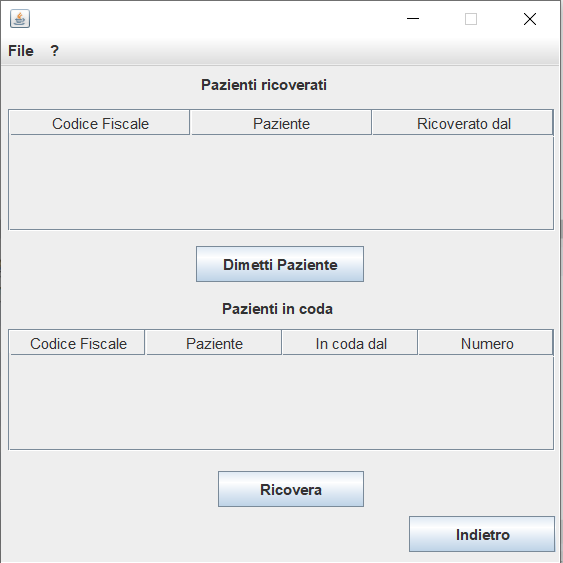 File ?
Pazienti ricoverati
Codice Fiscale Paziente Ricoverato dal
Dimetti Paziente
Pazienti in coda
Codice Fiscale Paziente In coda dal Numero
Ricovera
Indietro